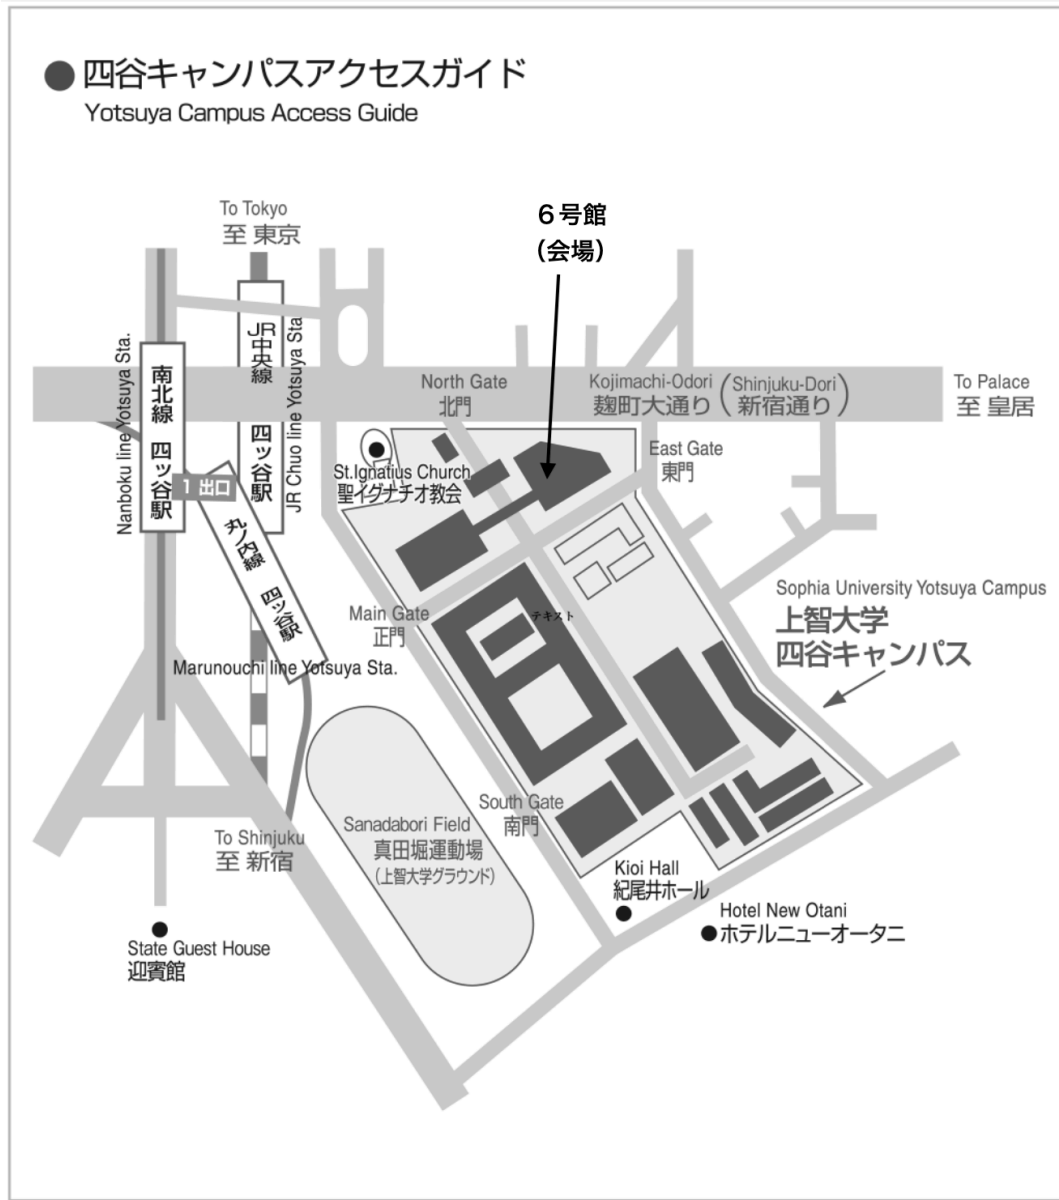 ● 四谷キャンパスアクセスガイド
Yotsuya Campus Access Guide
To Tokyo
至 東京
6号館
(会場)
Nanboku line Yotsuya Sta.
南北線 四ッ谷駅
JR中央線 四ッ谷駅
JR Chuo line Yotsuya Sta
North Gate
北門
Kojimachi-Odori (Shinjuku-Dori)
麹町大通り (新宿通り)
To Palace
至 皇居
St.Ignatius Church
聖イグナチオ教会
East Gate
東門
1 出口
丸ノ内線 四ッ谷駅
Marunouchi line Yotsuya Sta.
Main Gate
正門
テキスト
Sophia University Yotsuya Campus
上智大学
四谷キャンパス
South Gate
南門
Sanadabori Field
真田堀運動場
(上智大学グラウンド)
To Shinjuku
至 新宿
Kioi Hall
紀尾井ホール
Hotel New Otani
ホテルニューオータニ
State Guest House
迎賓館